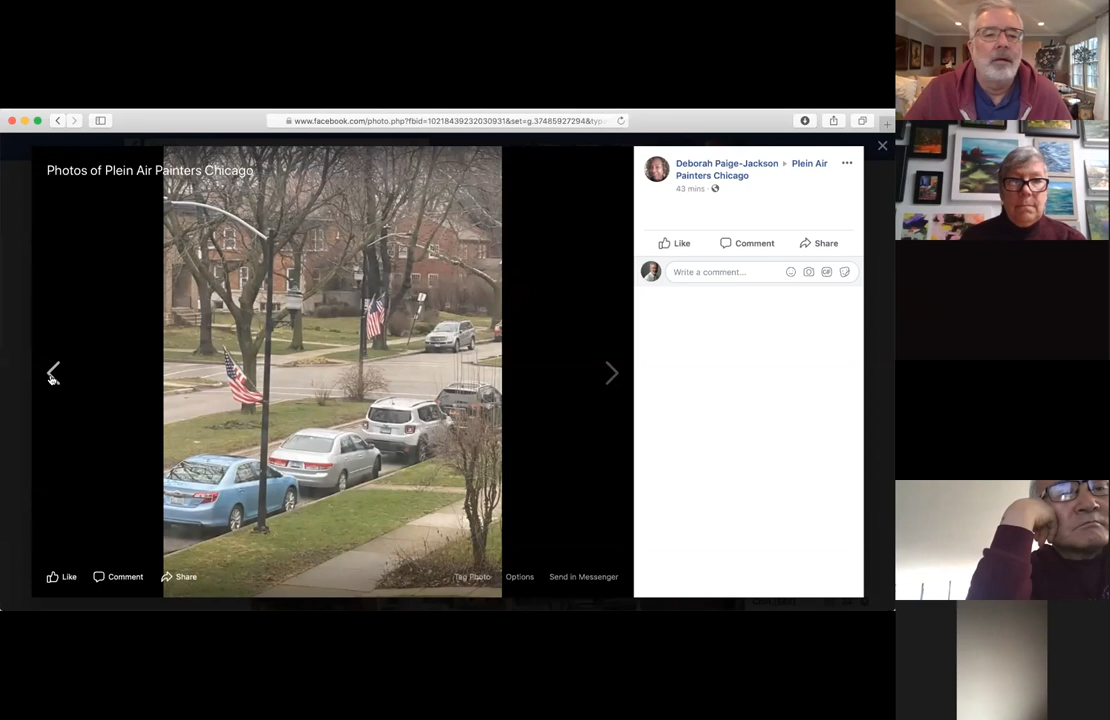 www.facebook.com/photo.php?fbid=10218439232030931&set=g.37485927294&type
Photos of Plein Air Painters Chicago
Deborah Paige-Jackson ▸ Plein Air
Painters Chicago
43 mins ·
Like Comment Share
Write a comment...
GIF
Like Comment Share Tag Photo Options Send in Messenger